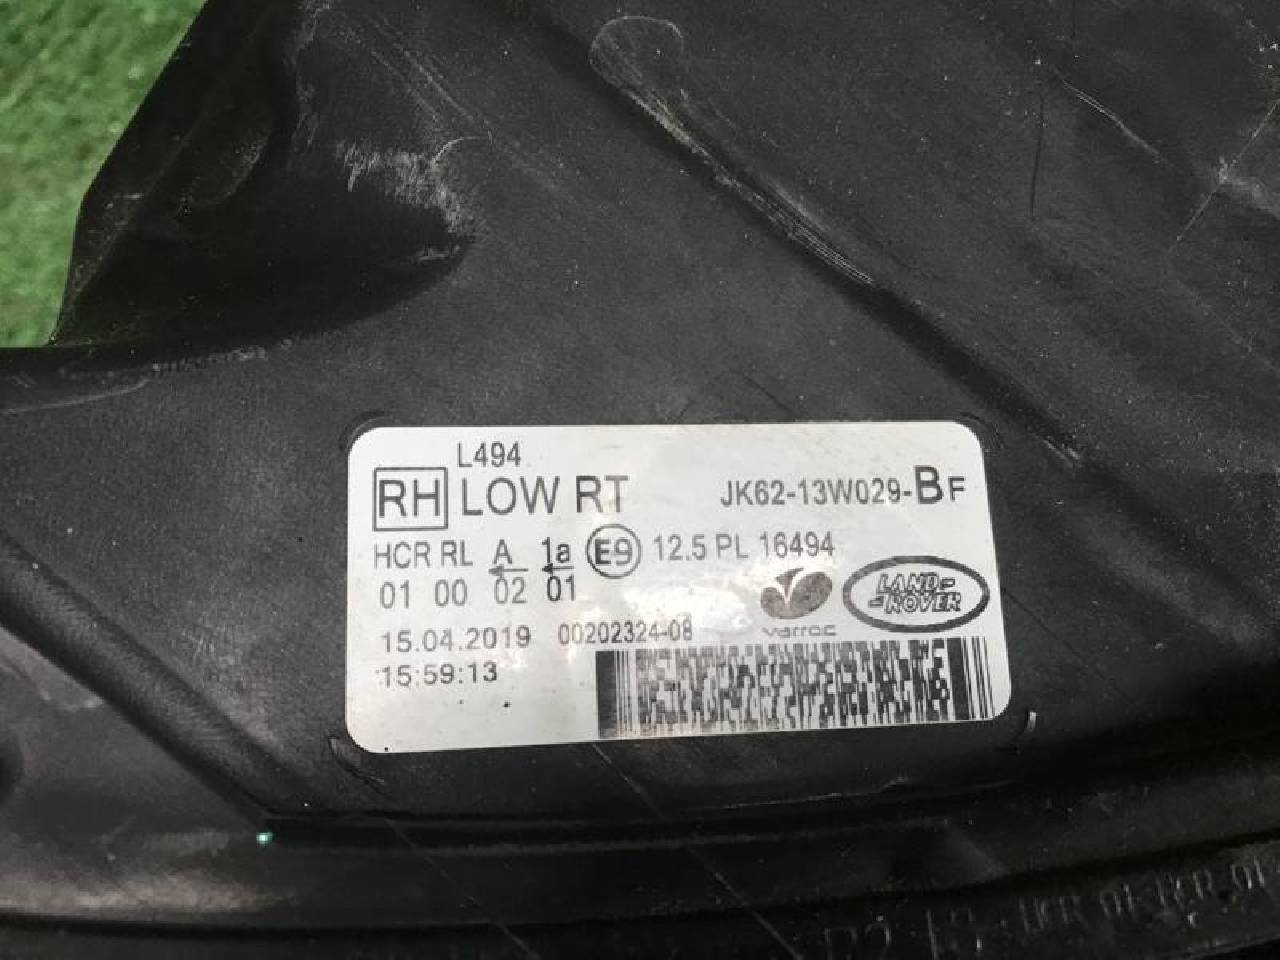 L494
RH LOW RT JK62-13W029-BF
HCR RL A 1a E9 12.5 PL 16494
01 00 02 01
LAND-
-ROVER
varroc
15.04.2019 00202324-08
15:59:13